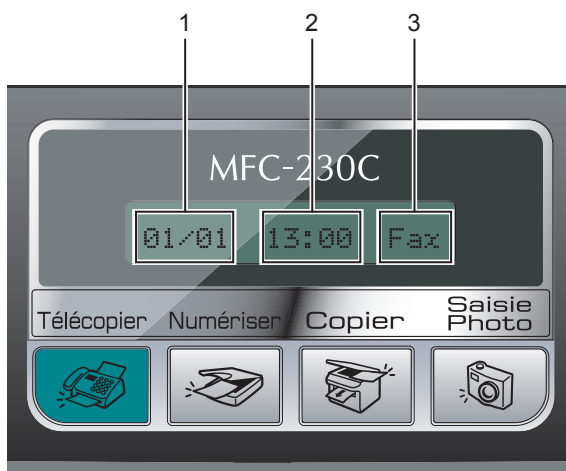 1 2 3
MFC-230C
01/01 13:00 Fax
Télécopier Numériser Copier Saisie Photo